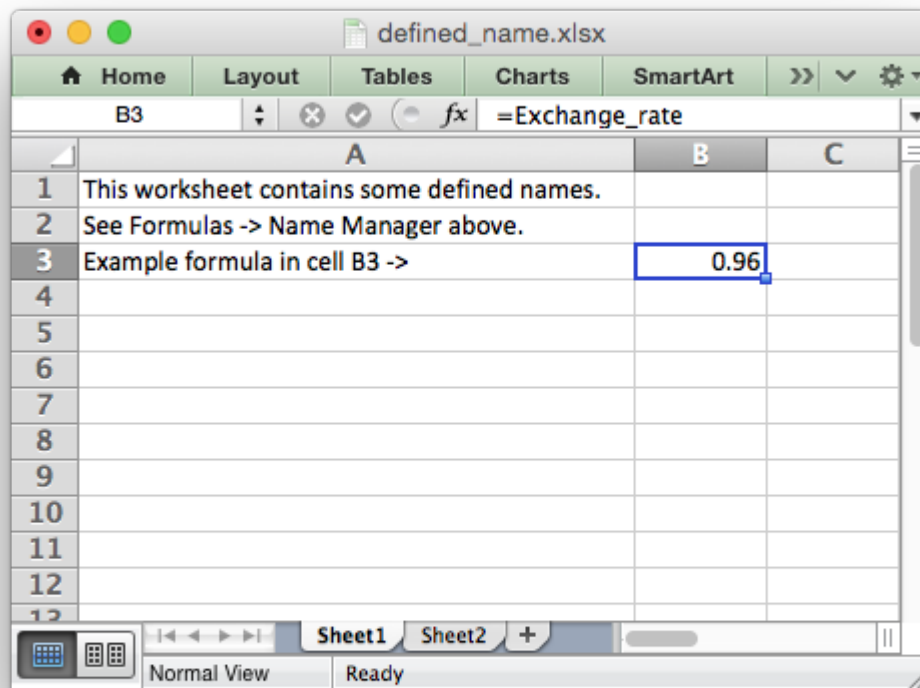 defined_name.xlsx
Home Layout Tables Charts SmartArt
B3 fx =Exchange_rate
A B C
1 This worksheet contains some defined names.
2 See Formulas -> Name Manager above.
3 Example formula in cell B3 -> 0.96
4
5
6
7
8
9
10
11
12
13
Sheet1 Sheet2 +
Normal View Ready